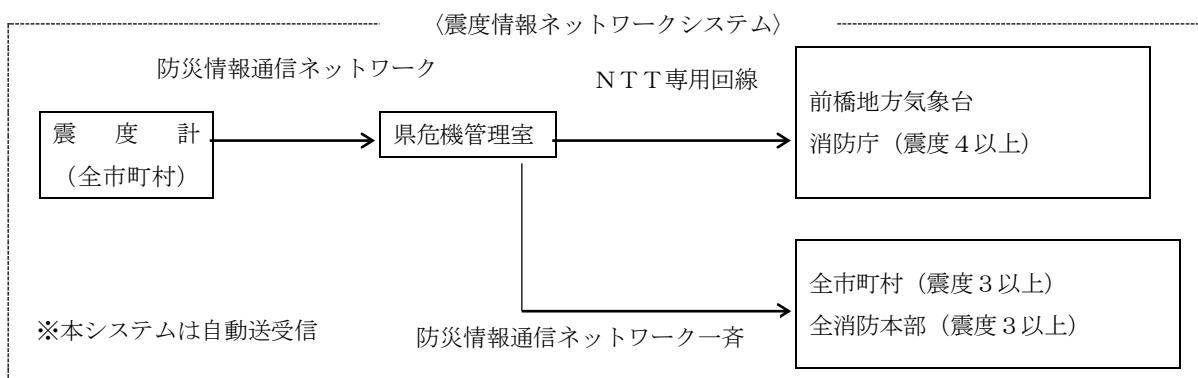 〈震度情報ネットワークシステム〉
防災情報通信ネットワーク
ＮＴＴ専用回線
震　度　計
（全市町村）
県危機管理室
前橋地方気象台
消防庁（震度４以上）
全市町村（震度３以上）
全消防本部（震度３以上）
※本システムは自動送受信
防災情報通信ネットワーク一斉